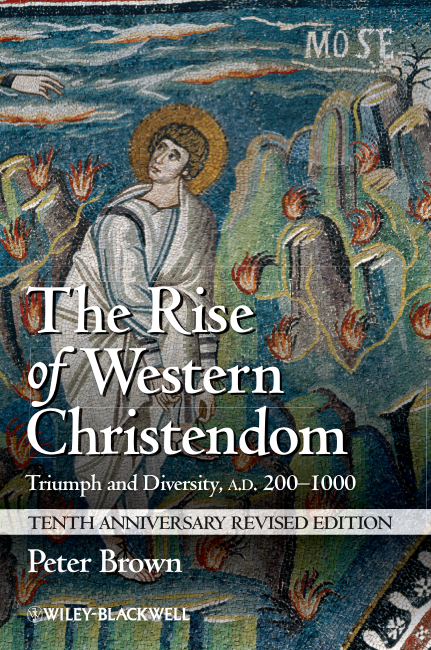 MOSE
The Rise
of Western
Christendom
Triumph and Diversity, A.D. 200–1000
TENTH ANNIVERSARY REVISED EDITION
Peter Brown
WILEY-BLACKWELL